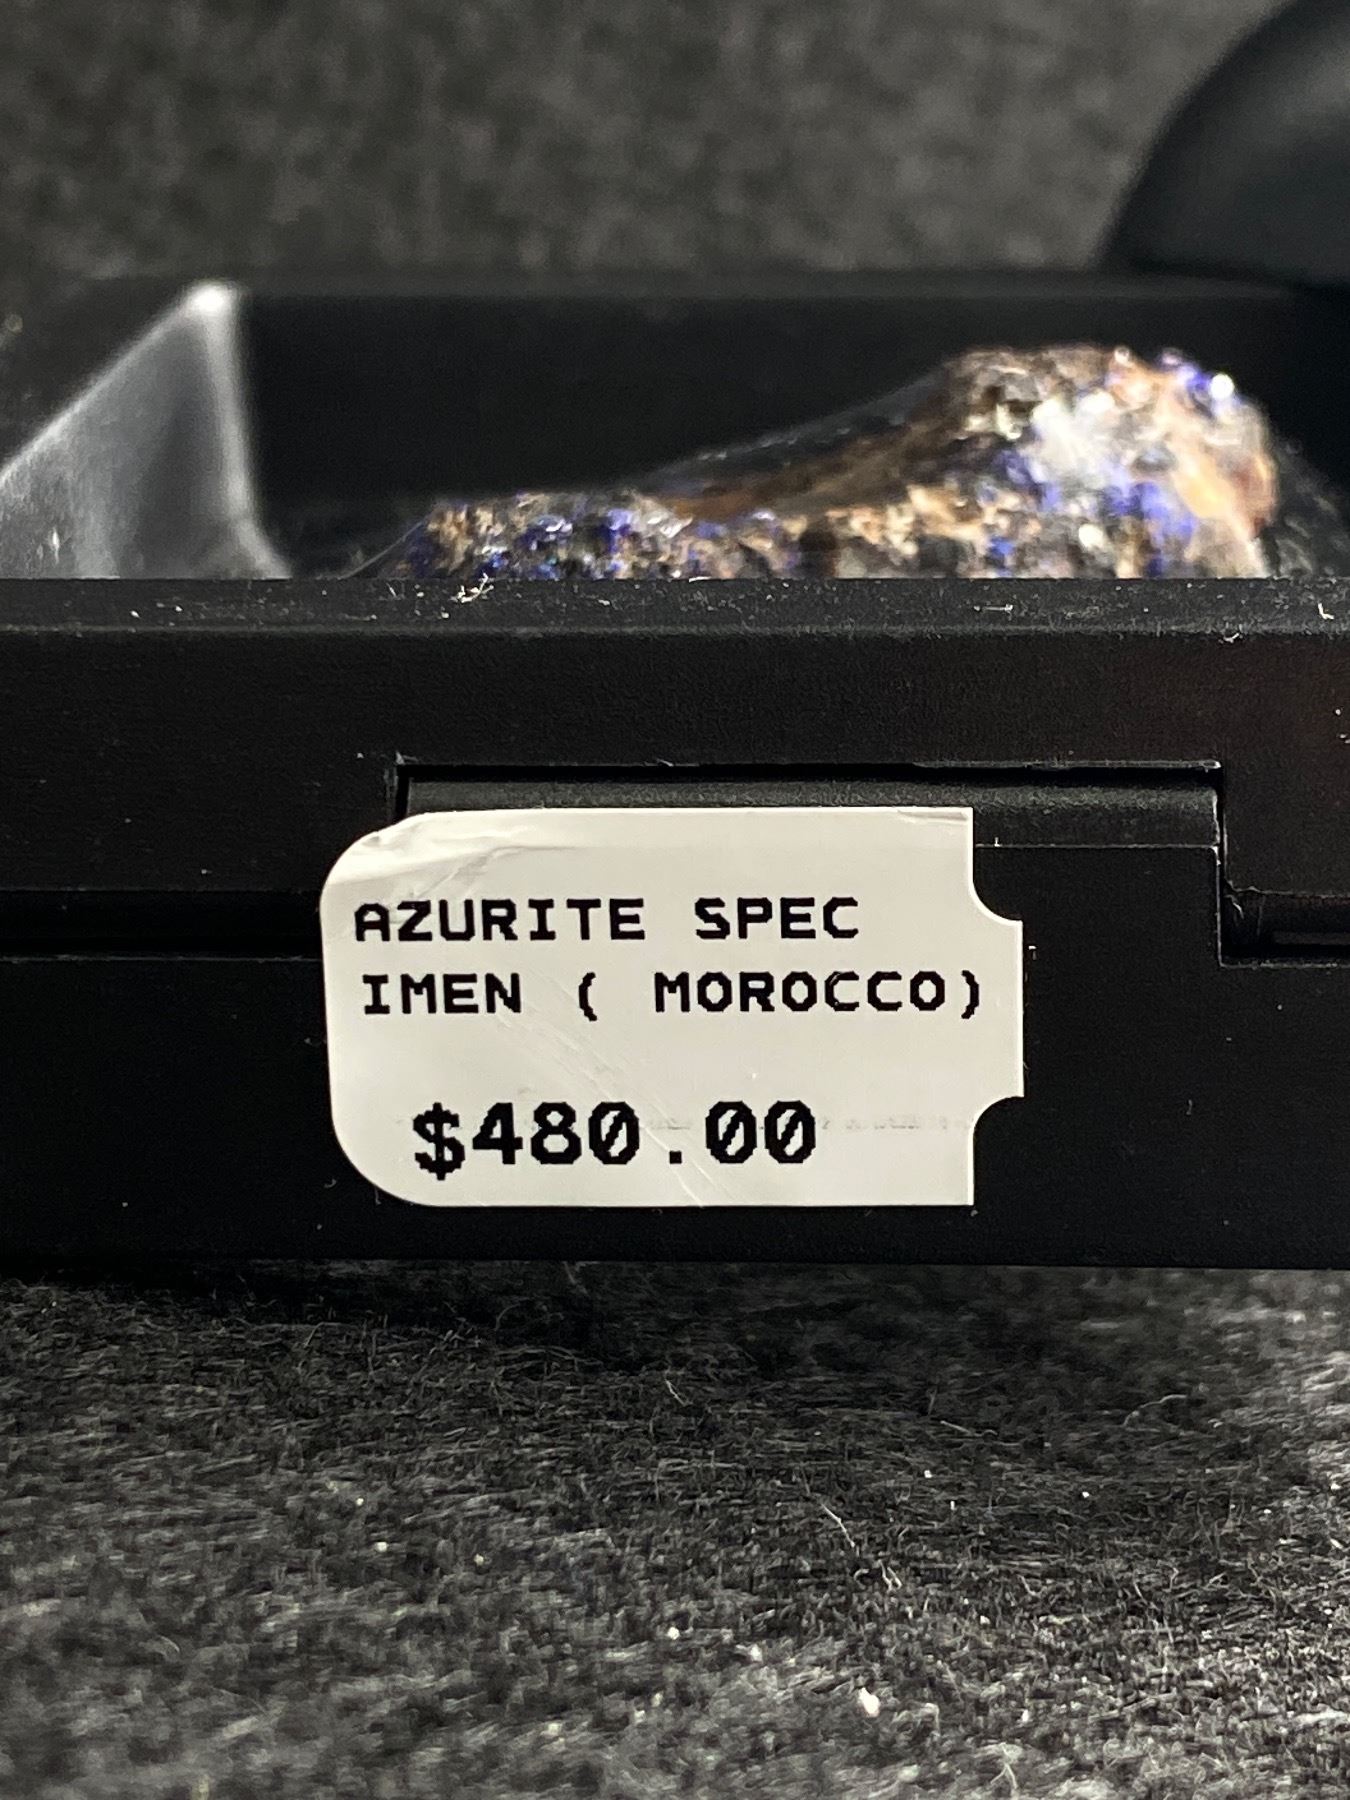 AZURITE SPEC
IMEN ( MOROCCO)
$480.00